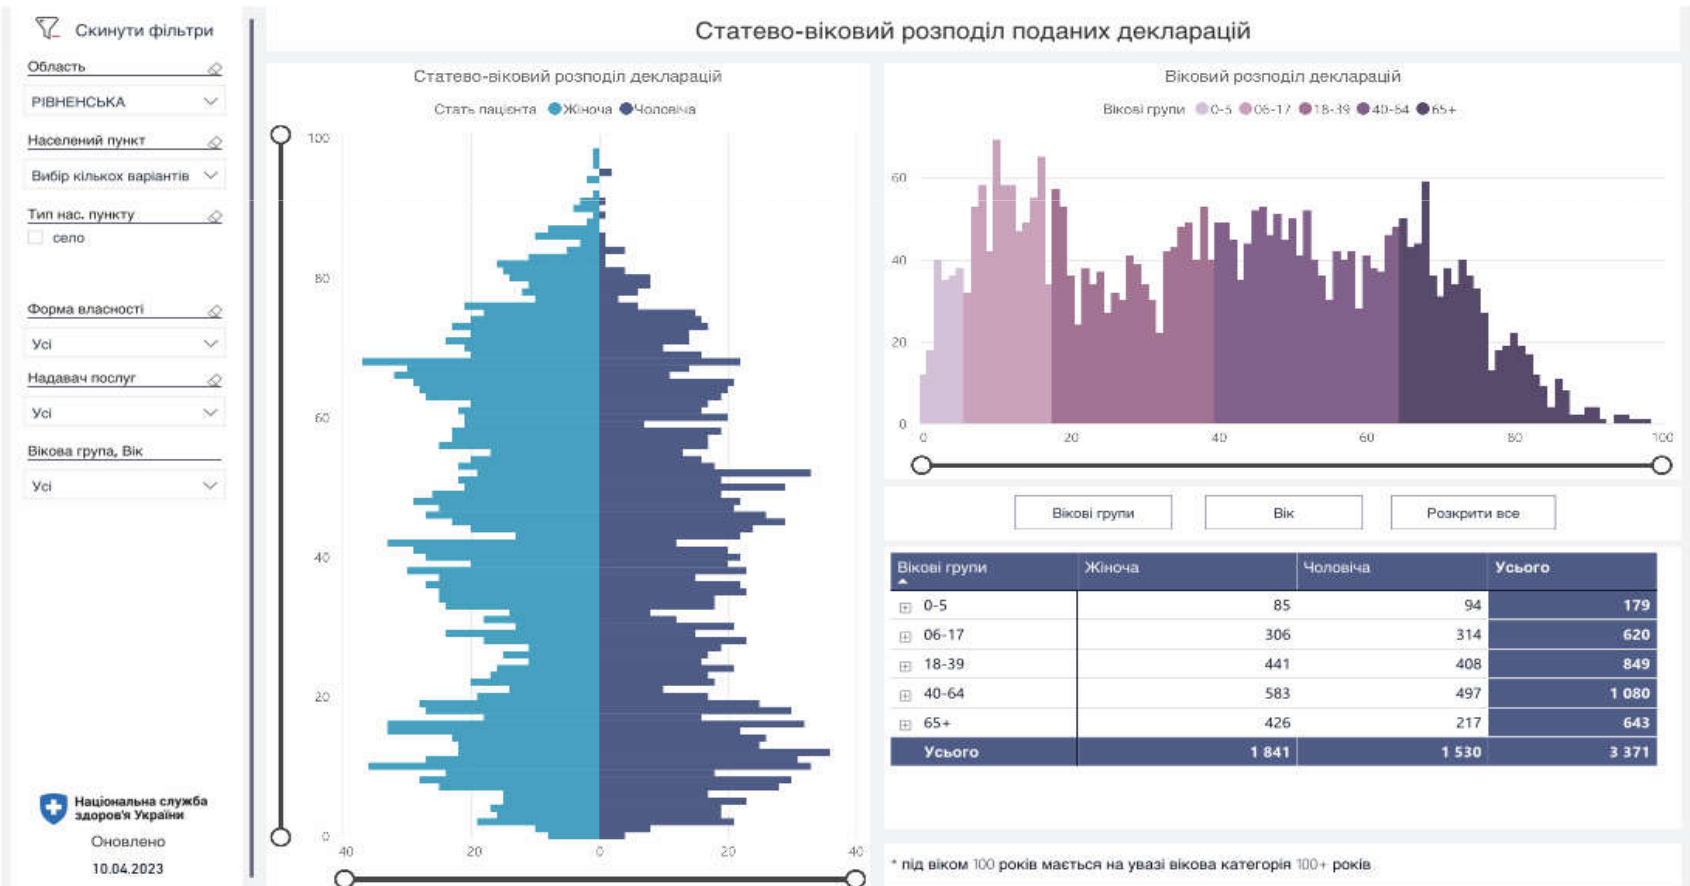 Скинути фільтри
Область
РІВНЕНСЬКА
Населений пункт
Вибір кількох варіантів
Тип нас. пункту
село
Форма власності
Усі
Надавач послуг
Усі
Вікова група, Вік
Усі
Національна служба
здоров'я України
Оновлено
10.04.2023
Статево-віковий розподіл поданих декларацій
Статево-віковий розподіл декларацій
Стать пацієнта Жіноча Чоловіча
100
80
60
40
20
0
40 20 0 20 40
Віковий розподіл декларацій
Вікові групи 0-5 06-17 18-39 40-64 65+
60
40
20
0
0 20 40 60 80 100
Вікові групи Вік Розкрити все
Вікові групи Жіноча Чоловіча Усього
0-5 85 94 179
06-17 306 314 620
18-39 441 408 849
40-64 583 497 1 080
65+ 426 217 643
Усього 1 841 1 530 3 371
* під віком 100 років мається на увазі вікова категорія 100+ років